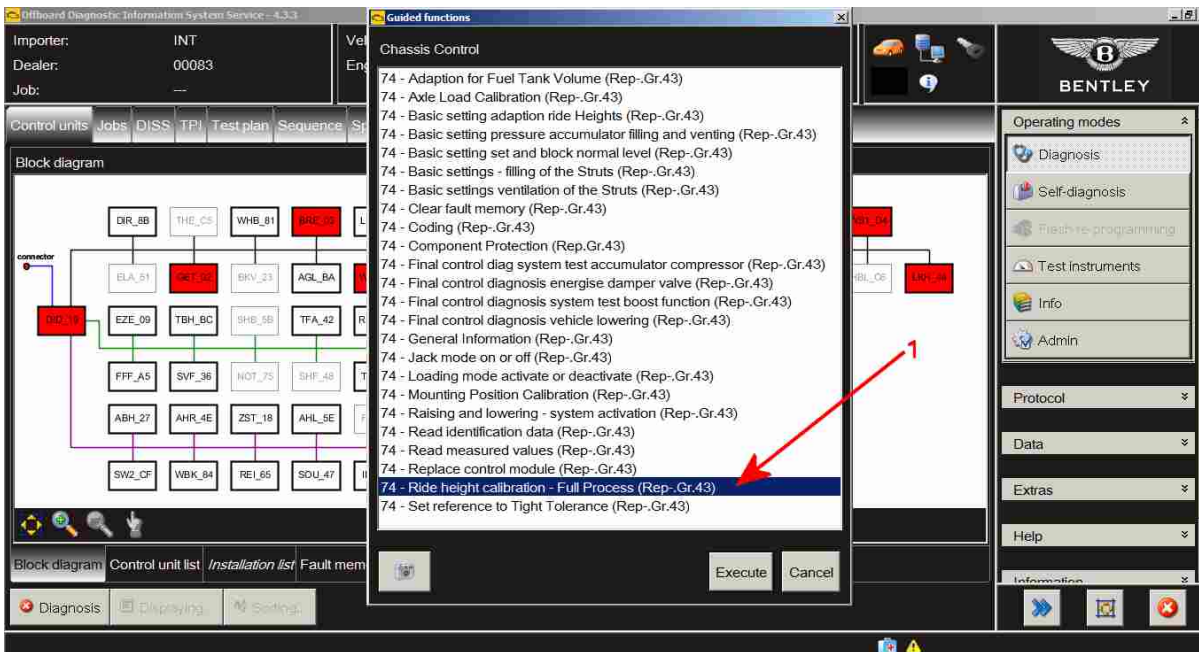 Offboard Diagnostic Information System Service - 4.3.3
Importer: INT
Dealer: 00083
Job: ---
Control units Jobs DISS TPI Test plan Sequence
Block diagram
DIR_8B THE_C5 WHB_81
connector
ELA_51 GET_02 BKV_23 AGL_BA
EZE_09 TBH_BC SHB_5B TFA_42
FFF_A5 SVF_36 NOT_75 SHF_48
ABH_27 AHR_4E ZST_18 AHL_5E
SW2_CF WBK_84 REI_65 SOU_47
Block diagram Control unit list Installation list
Diagnosis Displaying... Sorting...
Guided functions
Chassis Control
74 - Adaption for Fuel Tank Volume (Rep-.Gr.43)
74 - Axle Load Calibration (Rep-.Gr.43)
74 - Basic setting adaption ride Heights (Rep-.Gr.43)
74 - Basic setting pressure accumulator filling and venting (Rep-.Gr.43)
74 - Basic setting set and block normal level (Rep-.Gr.43)
74 - Basic settings - filling of the Struts (Rep-.Gr.43)
74 - Basic settings ventilation of the Struts (Rep-.Gr.43)
74 - Clear fault memory (Rep-.Gr.43)
74 - Coding (Rep-.Gr.43)
74 - Component Protection (Rep.Gr.43)
74 - Final control diag system test accumulator compressor (Rep-.Gr.43)
74 - Final control diagnosis energise damper valve (Rep-.Gr.43)
74 - Final control diagnosis system test boost function (Rep-.Gr.43)
74 - Final control diagnosis vehicle lowering (Rep-.Gr.43)
74 - General Information (Rep-.Gr.43)
74 - Jack mode on or off (Rep-.Gr.43)
74 - Loading mode activate or deactivate (Rep-.Gr.43)
74 - Mounting Position Calibration (Rep-.Gr.43)
74 - Raising and lowering - system activation (Rep-.Gr.43)
74 - Read identification data (Rep-.Gr.43)
74 - Read measured values (Rep-.Gr.43)
74 - Replace control module (Rep-.Gr.43)
74 - Ride height calibration - Full Process (Rep-.Gr.43)
74 - Set reference to Tight Tolerance (Rep-.Gr.43)
1
Execute Cancel
B
BENTLEY
Operating modes
Diagnosis
Self-diagnosis
Flash re-programming
Test instruments
Info
Admin
Protocol
Data
Extras
Help
Information